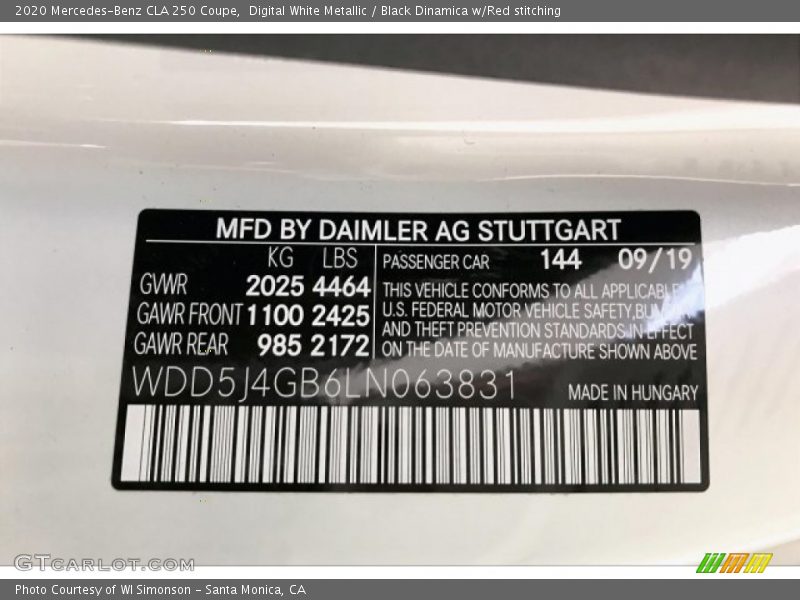 2020 Mercedes-Benz CLA 250 Coupe,  Digital White Metallic / Black Dinamica w/Red stitching
MFD BY DAIMLER AG STUTTGART
KG LBS
GVWR 2025 4464
GAWR FRONT 1100 2425
GAWR REAR 985 2172
PASSENGER CAR 144 09/19
THIS VEHICLE CONFORMS TO ALL APPLICABLE
U.S. FEDERAL MOTOR VEHICLE SAFETY,
AND THEFT PREVENTION STANDARDS IN EFFECT
ON THE DATE OF MANUFACTURE SHOWN ABOVE
WDD5J4GB6LN063831
MADE IN HUNGARY
GTCARLOT.COM
Photo Courtesy of WI Simonson - Santa Monica, CA